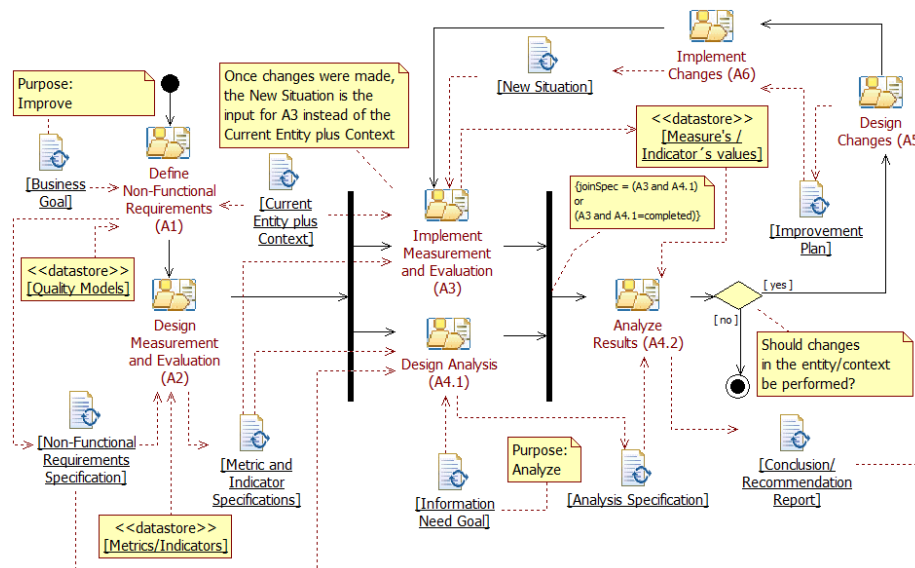 Purpose:
Improve
[Business
Goal]
Define
Non-Functional
Requirements
(A1)
<<datastore>>
[Quality Models]
Once changes were made,
the New Situation is the
input for A3 instead of the
Current Entity plus Context
[Current
Entity plus
Context]
[New Situation]
Implement
Changes (A6)
<<datastore>>
[Measure's /
Indicator´s values]
Design
Changes (A5
{joinSpec = (A3 and A4.1)
or
(A3 and A4.1=completed)}
[Improvement
Plan]
Implement
Measurement
and Evaluation
(A3)
Design
Measurement
and Evaluation
(A2)
Design Analysis
(A4.1)
Analyze
Results (A4.2)
[ yes ]
[ no ]
Should changes
in the entity/context
be performed?
[Non-Functional
Requirements
Specification]
[Metric and
Indicator
Specifications]
<<datastore>>
[Metrics/Indicators]
[Information
Need Goal]
Purpose:
Analyze
[Analysis Specification]
[Conclusion/
Recommendation
Report]